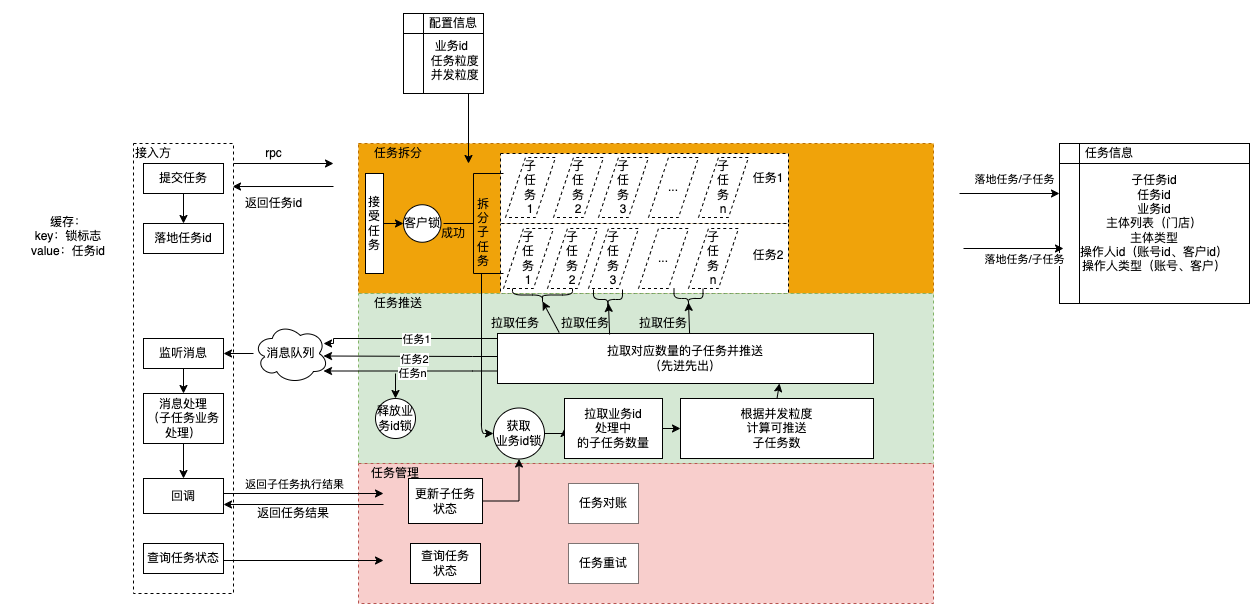 配置信息
业务id
任务粒度
并发粒度
接入方
提交任务
落地任务id
缓存：
key：锁标志
value：任务id
rpc
返回任务id
任务拆分
接
受
任
务
客户锁
成功
拆
分
子
任
务
子
任
务
1
子
任
务
2
子
任
务
3
...
子
任
务
n
任务1
子
任
务
1
子
任
务
2
子
任
务
3
...
子
任
务
n
任务2
落地任务/子任务
落地任务/子任务
任务信息
子任务id
任务id
业务id
主体列表（门店）
主体类型
操作人id（账号id、客户id）
操作人类型（账号、客户）
任务推送
拉取任务
拉取任务
拉取任务
拉取对应数量的子任务并推送
（先进先出）
任务1
任务2
任务n
消息队列
监听消息
消息处理
（子任务业务
处理）
释放业
务id锁
获取
业务id锁
拉取业务id
处理中
的子任务数量
根据并发粒度
计算可推送
子任务数
任务管理
回调
返回子任务执行结果
返回任务结果
更新子任务
状态
任务对账
查询任务状态
查询任务
状态
任务重试